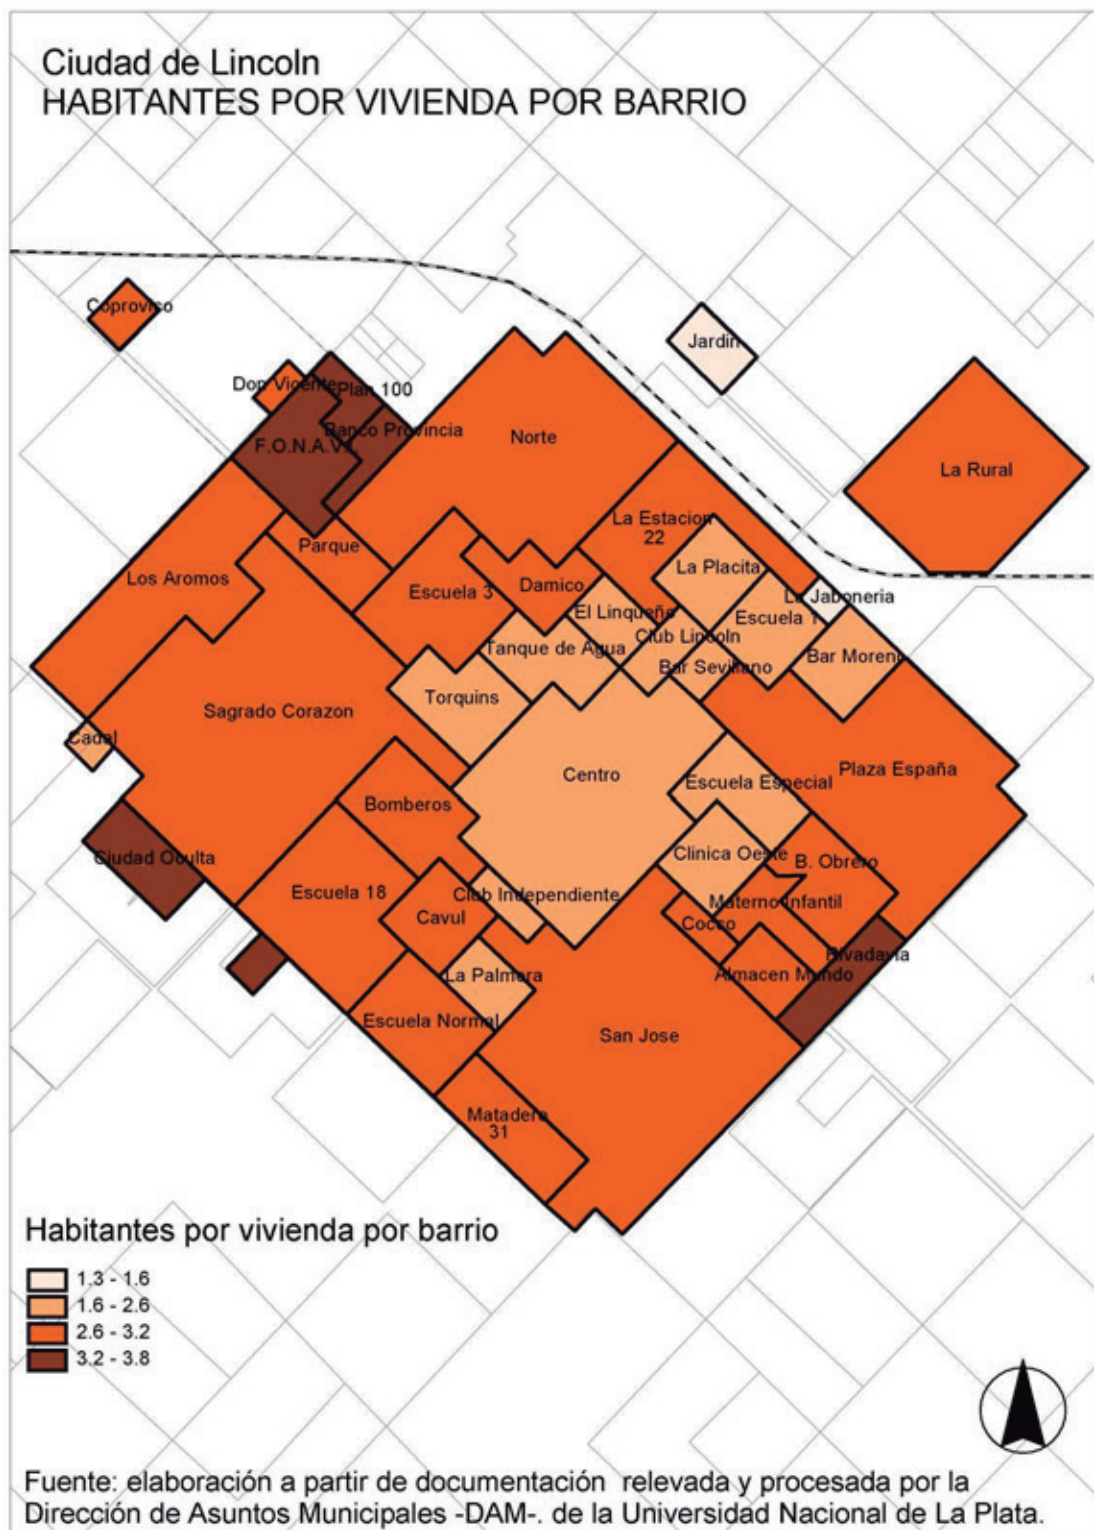 Ciudad de Lincoln
HABITANTES POR VIVIENDA POR BARRIO
Coproviso
Jardin
Don Vicente
Plan 100
Banco Provincia
F.O.N.A.V.I.
Norte
La Rural
La Estacion
22
Parque
La Placita
Los Aromos
Escuela 3
Damico
La Jaboneria
El Linqueño
Escuela 1
Club Lincoln
Tanque de Agua
Bar Sevillano
Bar Moreno
Torquins
Sagrado Corazon
Cadal
Centro
Plaza España
Escuela Especial
Bomberos
Ciudad Oculta
Clinica Oeste
B. Obrero
Escuela 18
Club Independiente
Materno Infantil
Cavul
Cocco
Rivadavia
La Palmera
Almacen Mundo
Escuela Normal
San Jose
Matadero
31
Habitantes por vivienda por barrio
1.3 - 1.6
1.6 - 2.6
2.6 - 3.2
3.2 - 3.8
Fuente: elaboración a partir de documentación relevada y procesada por la
Dirección de Asuntos Municipales -DAM-. de la Universidad Nacional de La Plata.